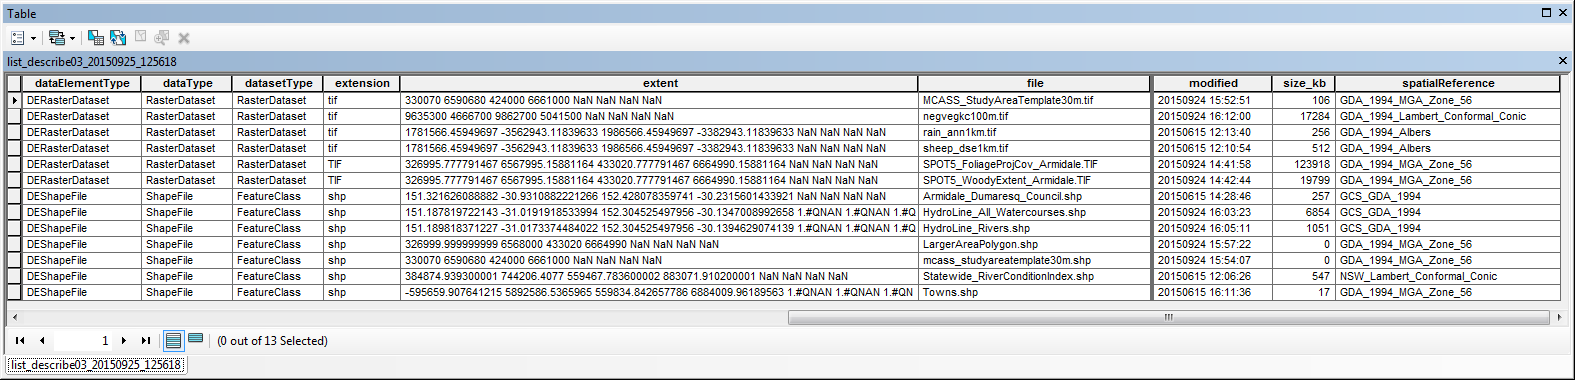 Table
list_describe03_20150925_125618
dataElementType dataType datasetType extension extent file modified size_kb spatialReference
DERasterDataset RasterDataset RasterDataset tif 330070 6590680 424000 6661000 NaN NaN NaN NaN MCASS_StudyAreaTemplate30m.tif 20150924 15:52:51 106 GDA_1994_MGA_Zone_56
DERasterDataset RasterDataset RasterDataset tif 9635300 4666700 9862700 5041500 NaN NaN NaN NaN negvegkc100m.tif 20150924 16:12:00 17284 GDA_1994_Lambert_Conformal_Conic
DERasterDataset RasterDataset RasterDataset tif 1781566.45949697 -3562943.11839633 1986566.45949697 -3382943.11839633 NaN NaN NaN NaN rain_ann1km.tif 20150615 12:13:40 256 GDA_1994_Albers
DERasterDataset RasterDataset RasterDataset tif 1781566.45949697 -3562943.11839633 1986566.45949697 -3382943.11839633 NaN NaN NaN NaN sheep_dse1km.tif 20150615 12:10:54 512 GDA_1994_Albers
DERasterDataset RasterDataset RasterDataset TIF 326995.777791467 6567995.15881164 433020.777791467 6664990.15881164 NaN NaN NaN NaN SPOT5_FoliageProjCov_Armidale.TIF 20150924 14:41:58 123918 GDA_1994_MGA_Zone_56
DERasterDataset RasterDataset RasterDataset TIF 326995.777791467 6567995.15881164 433020.777791467 6664990.15881164 NaN NaN NaN NaN SPOT5_WoodyExtent_Armidale.TIF 20150924 14:42:44 19799 GDA_1994_MGA_Zone_56
DEShapeFile ShapeFile FeatureClass shp 151.321626088882 -30.9310882221266 152.428078359741 -30.2315601433921 NaN NaN NaN NaN Armidale_Dumaresq_Council.shp 20150615 14:28:46 257 GCS_GDA_1994
DEShapeFile ShapeFile FeatureClass shp 151.187819722143 -31.0191918533994 152.304525497956 -30.1347008992658 1.#QNAN 1.#QNAN 1.#Q HydroLine_All_Watercourses.shp 20150924 16:03:23 6854 GCS_GDA_1994
DEShapeFile ShapeFile FeatureClass shp 151.189818371227 -31.0173374484022 152.304525497956 -30.1394629074139 1.#QNAN 1.#QNAN 1.#Q HydroLine_Rivers.shp 20150924 16:05:11 1051 GCS_GDA_1994
DEShapeFile ShapeFile FeatureClass shp 326999.999999999 6568000 433020 6664990 NaN NaN NaN NaN LargerAreaPolygon.shp 20150924 15:57:22 0 GDA_1994_MGA_Zone_56
DEShapeFile ShapeFile FeatureClass shp 330070 6590680 424000 6661000 NaN NaN NaN NaN mcass_studyareatemplate30m.shp 20150924 15:54:07 0 GDA_1994_MGA_Zone_56
DEShapeFile ShapeFile FeatureClass shp 384874.939300001 744206.4077 559467.783600002 883071.910200001 NaN NaN NaN NaN Statewide_RiverConditionIndex.shp 20150615 12:06:26 547 NSW_Lambert_Conformal_Conic
DEShapeFile ShapeFile FeatureClass shp -595659.907641215 5892586.5365965 559834.842657786 6884009.96189563 1.#QNAN 1.#QNAN 1.#QN Towns.shp 20150615 16:11:36 17 GDA_1994_MGA_Zone_56
1 (0 out of 13 Selected)
list_describe03_20150925_125618